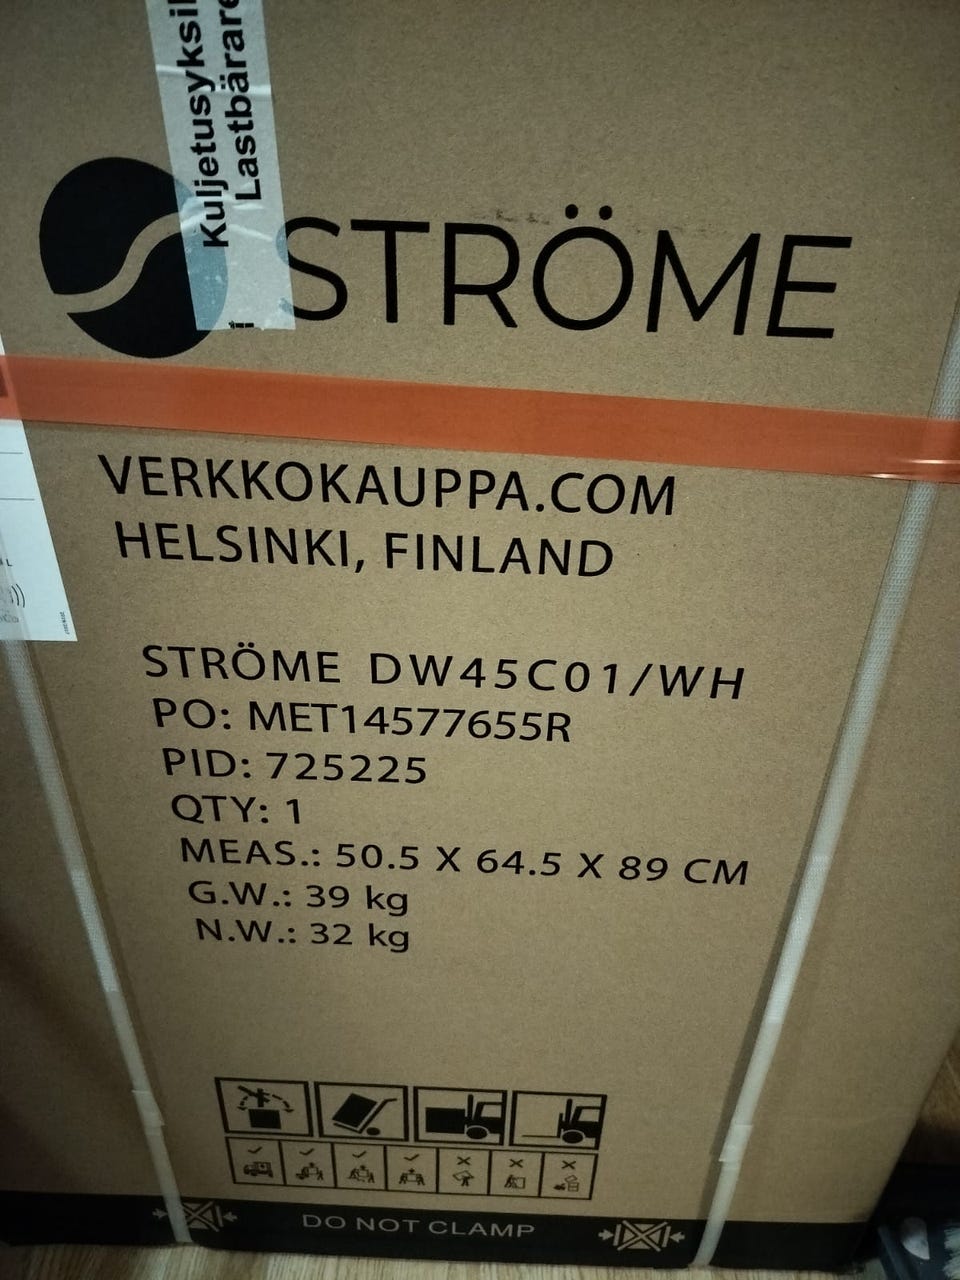 Kuljetusyksi
Lastbärare
STRÖME
VERKKOKAUPPA.COM
HELSINKI, FINLAND
STRÖME DW45C01/WH
PO: MET14577655R
PID: 725225
QTY: 1
MEAS.: 50.5 X 64.5 X 89 CM
G.W.: 39 kg
N.W.: 32 kg
DO NOT CLAMP